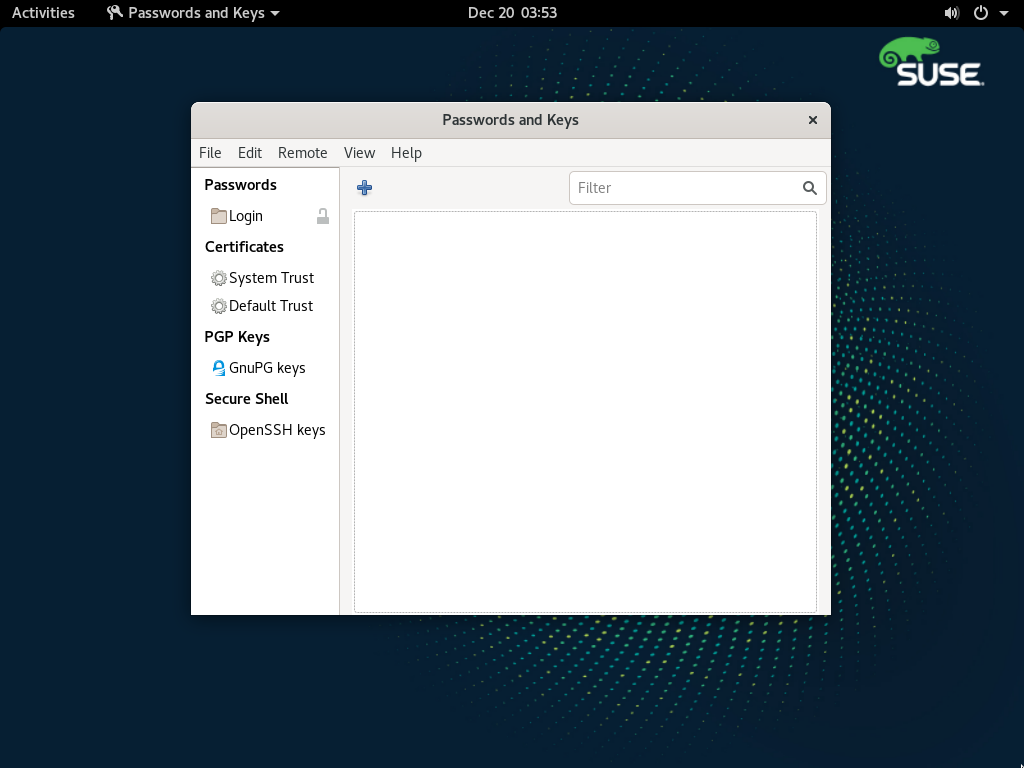 Activities Passwords and Keys Dec 20 03:53
SUSE
Passwords and Keys
File Edit Remote View Help
Passwords
Filter
Login
Certificates
System Trust
Default Trust
PGP Keys
GnuPG keys
Secure Shell
OpenSSH keys